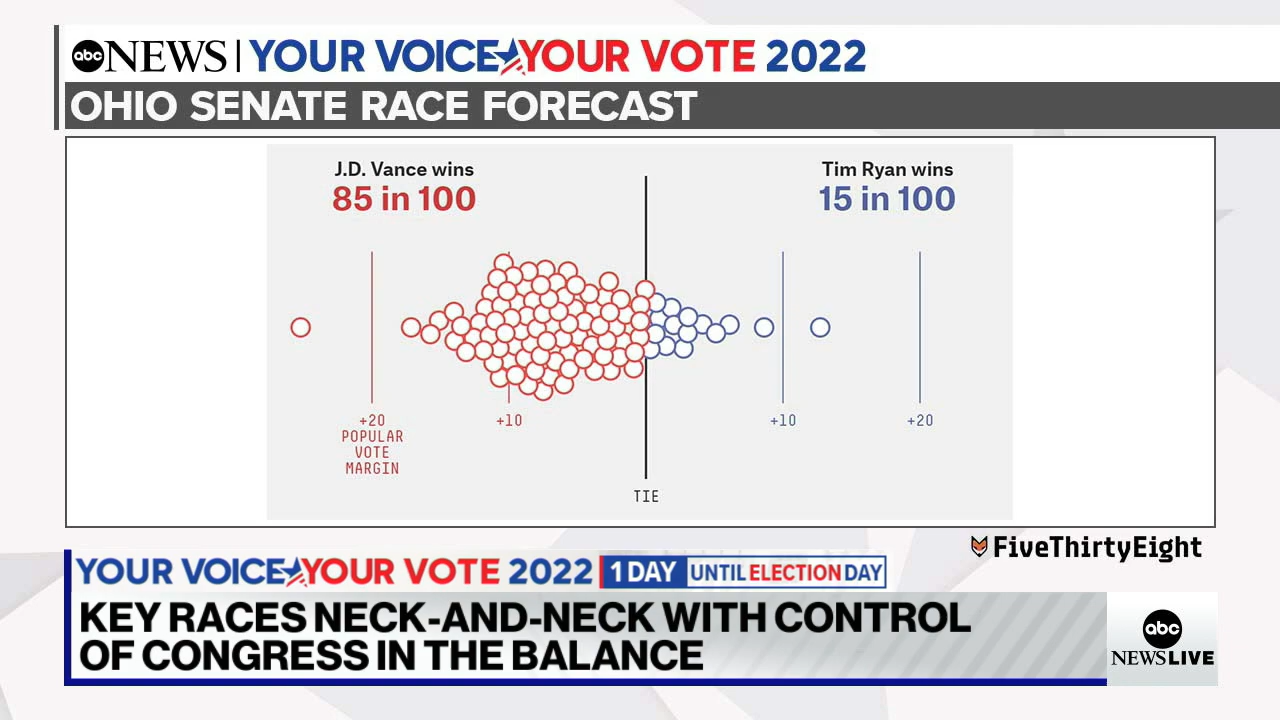 abc NEWS | YOUR VOICE YOUR VOTE 2022
OHIO SENATE RACE FORECAST
J.D. Vance wins
85 in 100
Tim Ryan wins
15 in 100
+20
POPULAR
VOTE
MARGIN
+10
+10
+20
TIE
FiveThirtyEight
YOUR VOICE YOUR VOTE 2022 1 DAY UNTIL ELECTION DAY
KEY RACES NECK-AND-NECK WITH CONTROL
OF CONGRESS IN THE BALANCE
abc
NEWS LIVE